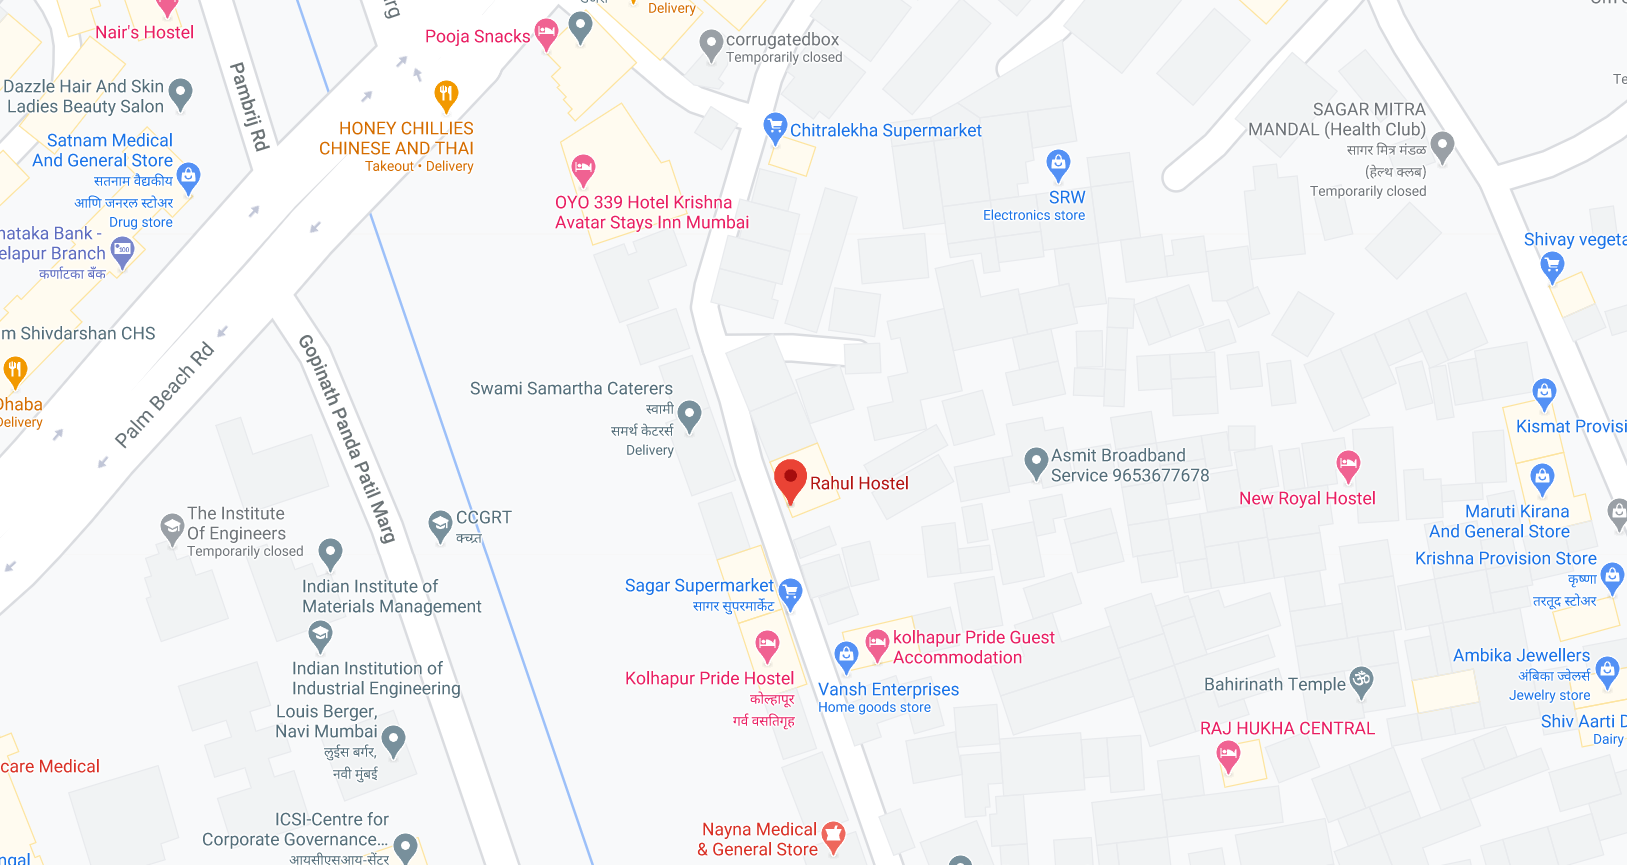 Nair's Hostel
Marg
Delivery
Pooja Snacks
corrugatedbox
Temporarily closed
Dazzle Hair And Skin
Ladies Beauty Salon
Pambrij Rd
HONEY CHILLIES
CHINESE AND THAI
Takeout • Delivery
Chitralekha Supermarket
SAGAR MITRA
MANDAL (Health Club)
सागर मित्र मंडळ
(हेल्थ क्लब)
Temporarily closed
Satnam Medical
And General Store
सतनाम वैद्यकीय
आणि जनरल स्टोअर
Drug store
SRW
Electronics store
OYO 339 Hotel Krishna
Avatar Stays Inn Mumbai
nataka Bank -
elapur Branch
कर्णाटका बँक
Shivay vegeta
m Shivdarshan CHS
Palm Beach Rd
Gopinath Panda Patil Marg
Dhaba
Delivery
Swami Samartha Caterers
स्वामी
समर्थ केटरर्स
Delivery
Kismat Provisi
Asmit Broadband
Service 9653677678
Rahul Hostel
New Royal Hostel
Maruti Kirana
And General Store
The Institute
Of Engineers
Temporarily closed
CCGRT
क्च्ग्र्त
Indian Institute of
Materials Management
Krishna Provision Store
कृष्णा
तरतूद स्टोअर
Sagar Supermarket
सागर सुपरमार्केट
kolhapur Pride Guest
Accommodation
Indian Institution of
Industrial Engineering
Kolhapur Pride Hostel
कोल्हापूर
गर्व वसतिगृह
Vansh Enterprises
Home goods store
Ambika Jewellers
अंबिका ज्वेलर्स
Jewelry store
Bahirinath Temple
Louis Berger,
Navi Mumbai
लुईस बर्गर,
नवी मुंबई
RAJ HUKHA CENTRAL
Shiv Aarti D
Dairy
care Medical
ICSI-Centre for
Corporate Governance...
आयसीएसआय-सेंटर
Nayna Medical
& General Store
ngal